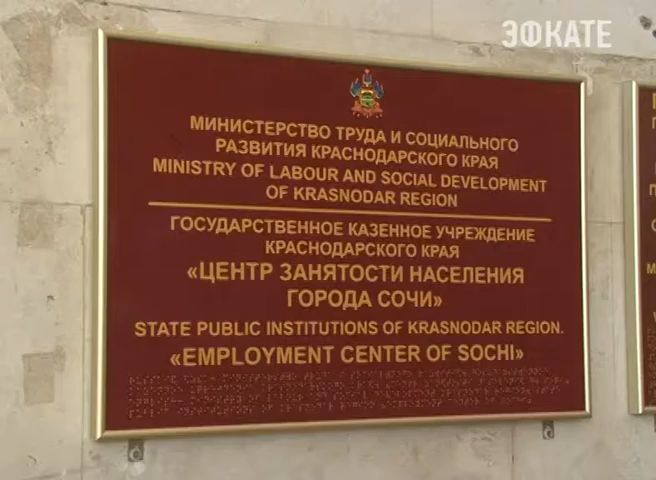 ЭФКАТЕ
МИНИСТЕРСТВО ТРУДА И СОЦИАЛЬНОГО
РАЗВИТИЯ КРАСНОДАРСКОГО КРАЯ
MINISTRY OF LABOUR AND SOCIAL DEVELOPMENT
OF KRASNODAR REGION
ГОСУДАРСТВЕННОЕ КАЗЕННОЕ УЧРЕЖДЕНИЕ
КРАСНОДАРСКОГО КРАЯ
«ЦЕНТР ЗАНЯТОСТИ НАСЕЛЕНИЯ
ГОРОДА СОЧИ»
STATE PUBLIC INSTITUTIONS OF KRASNODAR REGION.
«EMPLOYMENT CENTER OF SOCHI»